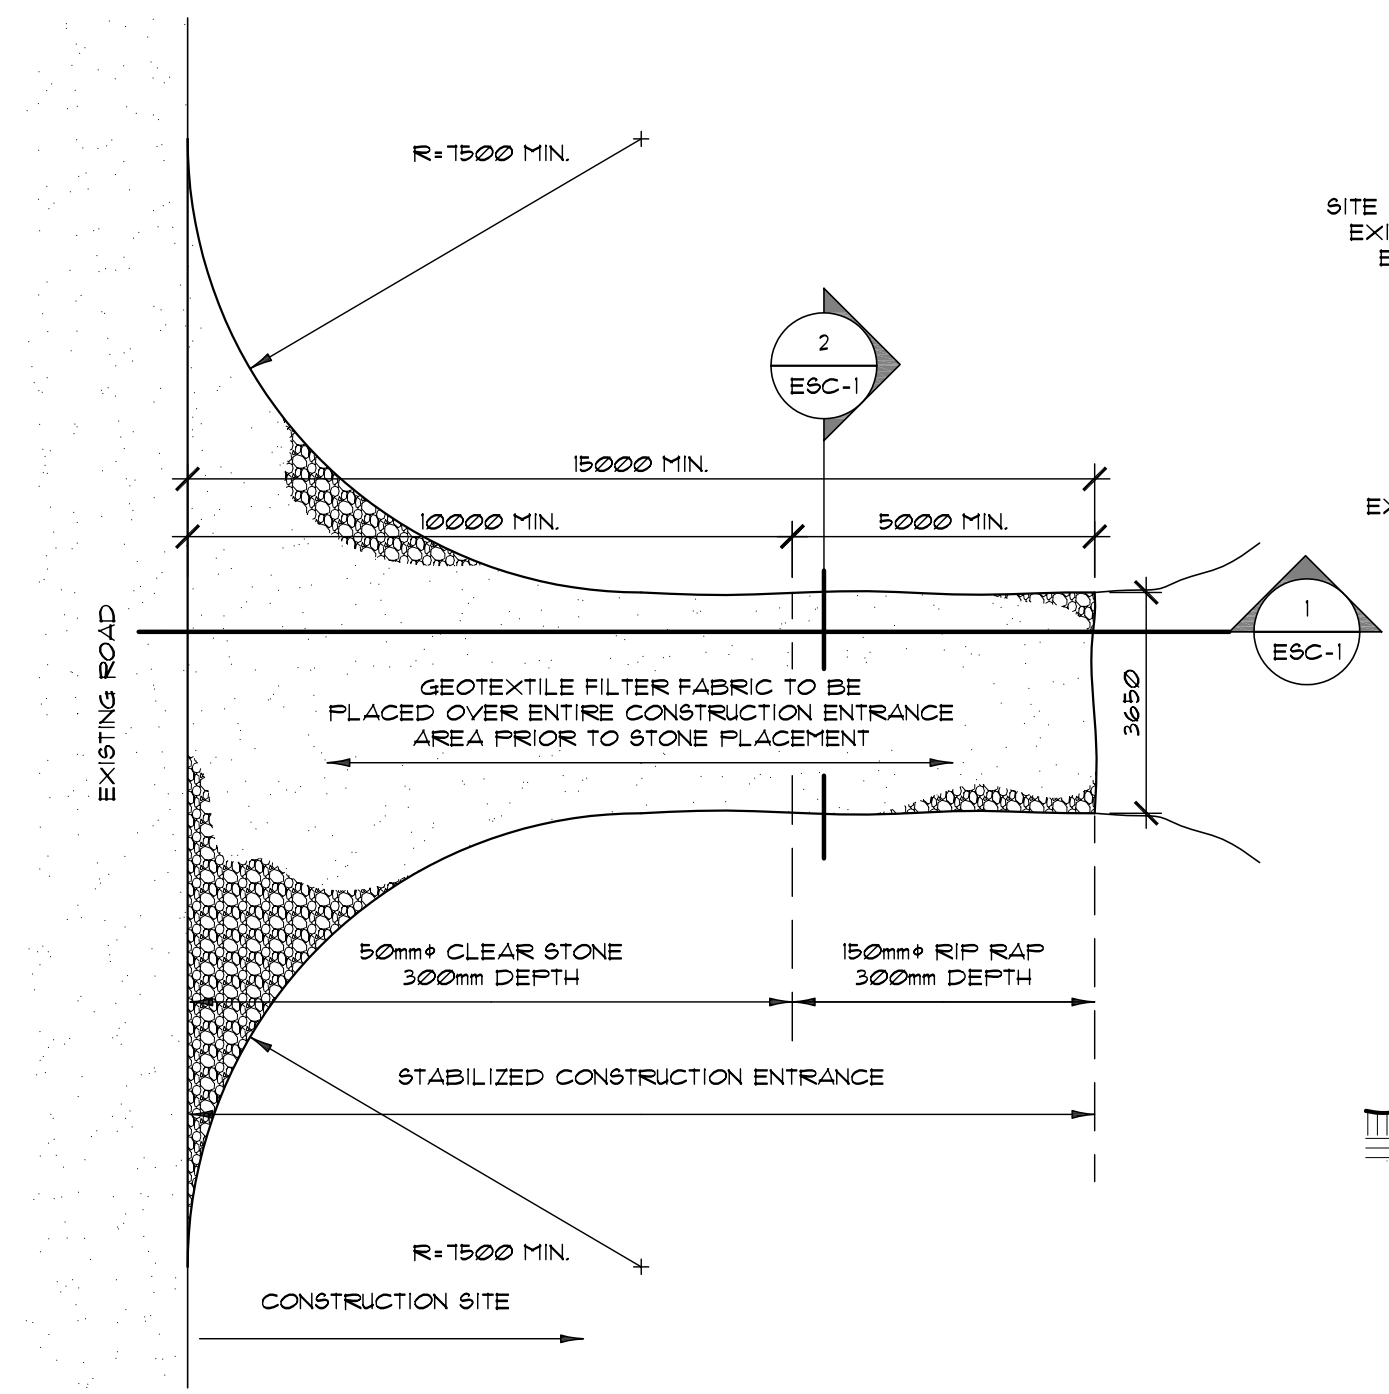 R=7500 MIN.
SITE
EXI
E
2
ESC-1
15000 MIN.
10000 MIN.
5000 MIN.
EX
1
ESC-1
EXISTING ROAD
3650
GEOTEXTILE FILTER FABRIC TO BE
PLACED OVER ENTIRE CONSTRUCTION ENTRANCE
AREA PRIOR TO STONE PLACEMENT
50mmϕ CLEAR STONE
300mm DEPTH
150mmϕ RIP RAP
300mm DEPTH
STABILIZED CONSTRUCTION ENTRANCE
R=7500 MIN.
CONSTRUCTION SITE